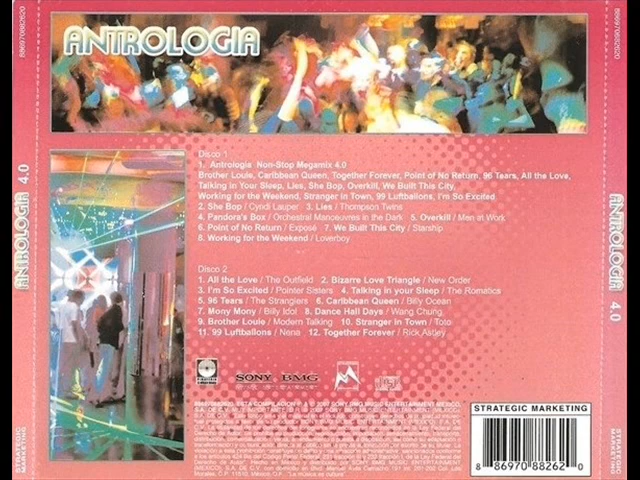 886970882620
ANTROLOGIA
886970882620
ANTROLOGIA 4.0
ANTROLOGIA 4.0
Disco 1
1. Antrologia Non-Stop Megamix 4.0
Brother Louie, Caribbean Queen, Together Forever, Point of No Return, 96 Tears, All the Love,
Talking in Your Sleep, Lies, She Bop, Overkill, We Built This City,
Working for the Weekend, Stranger in Town, 99 Luftballons, I'm So Excited
2. She Bop / Cyndi Lauper 3. Lies / Thompson Twins
4. Pandora's Box / Orchestral Manoeuvres in the Dark 5. Overkill / Men at Work
6. Point of No Return / Exposé 7. We Built This City / Starship
8. Working for the Weekend / Loverboy
Disco 2
1. All the Love / The Outfield 2. Bizarre Love Triangle / New Order
3. I'm So Excited / Pointer Sisters 4. Talking in your Sleep / The Romatics
5. 96 Tears / The Strangiers 6. Caribbean Queen / Billy Ocean
7. Mony Mony / Billy Idol 8. Dance Hall Days / Wang Chung
9. Brother Louie / Modern Talking 10. Stranger in Town / Toto
11. 99 Luftballons / Nena 12. Together Forever / Rick Astley
SONY BMG
STRATEGIC MARKETING
8 86970 88262 0
STRATEGIC
MARKETING
STRATEGIC
MARKETING